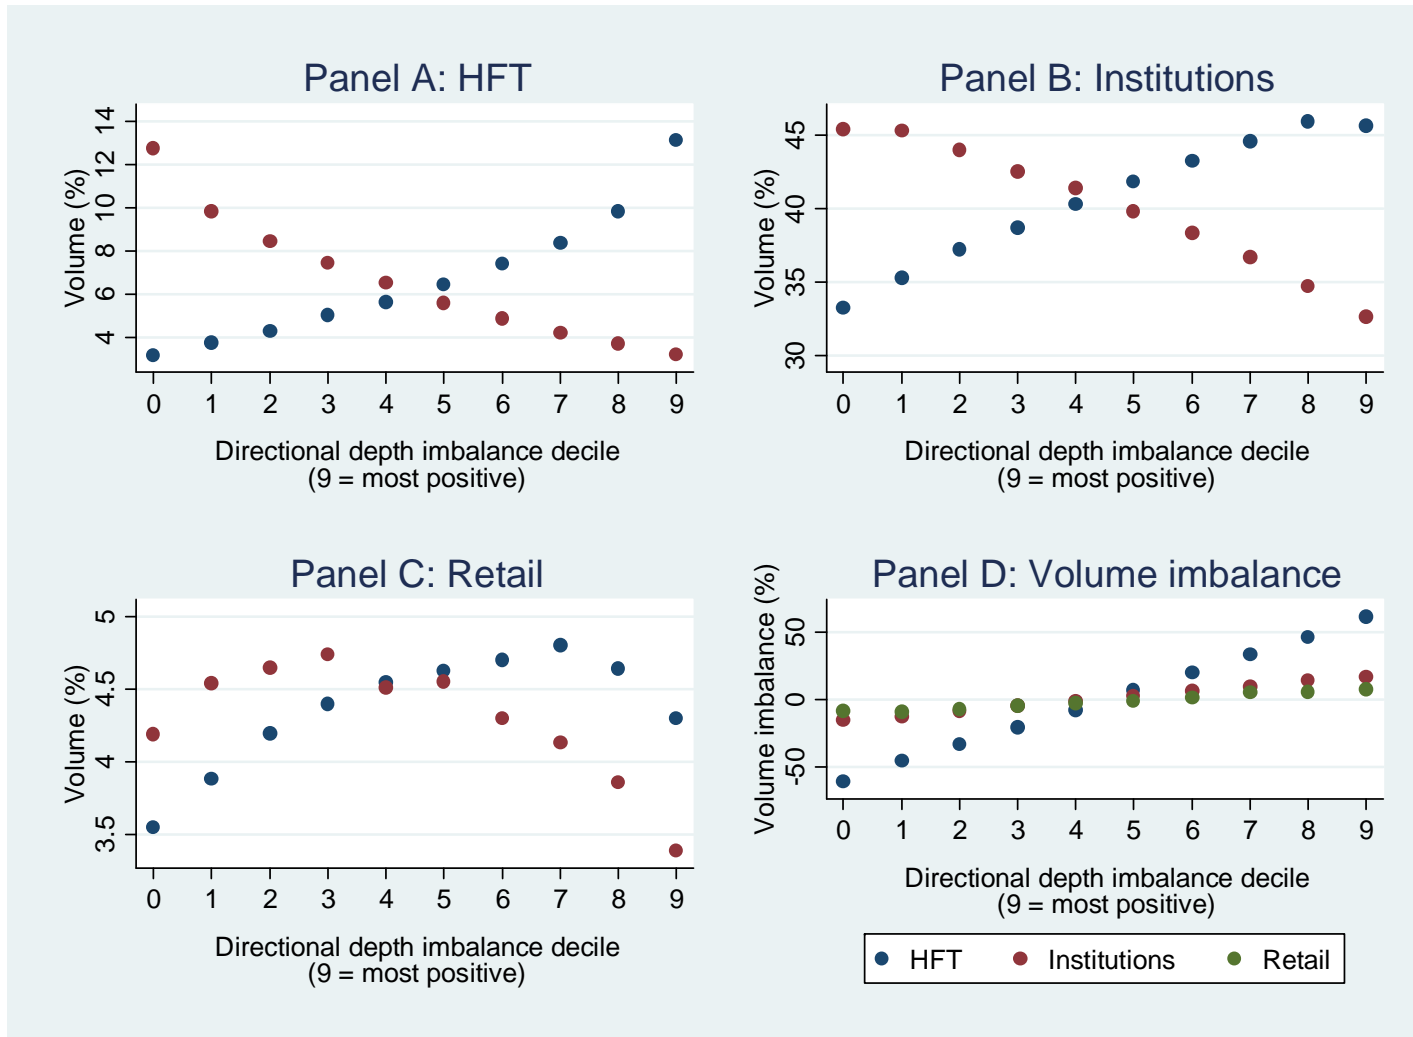 Panel A: HFT
Volume (%)
14
12
10
8
6
4
0 1 2 3 4 5 6 7 8 9
Directional depth imbalance decile
(9 = most positive)
Panel B: Institutions
Volume (%)
45
40
35
30
0 1 2 3 4 5 6 7 8 9
Directional depth imbalance decile
(9 = most positive)
Panel C: Retail
Volume (%)
5
4.5
4
3.5
0 1 2 3 4 5 6 7 8 9
Directional depth imbalance decile
(9 = most positive)
Panel D: Volume imbalance
Volume imbalance (%)
50
0
-50
0 1 2 3 4 5 6 7 8 9
Directional depth imbalance decile
(9 = most positive)
HFT Institutions Retail